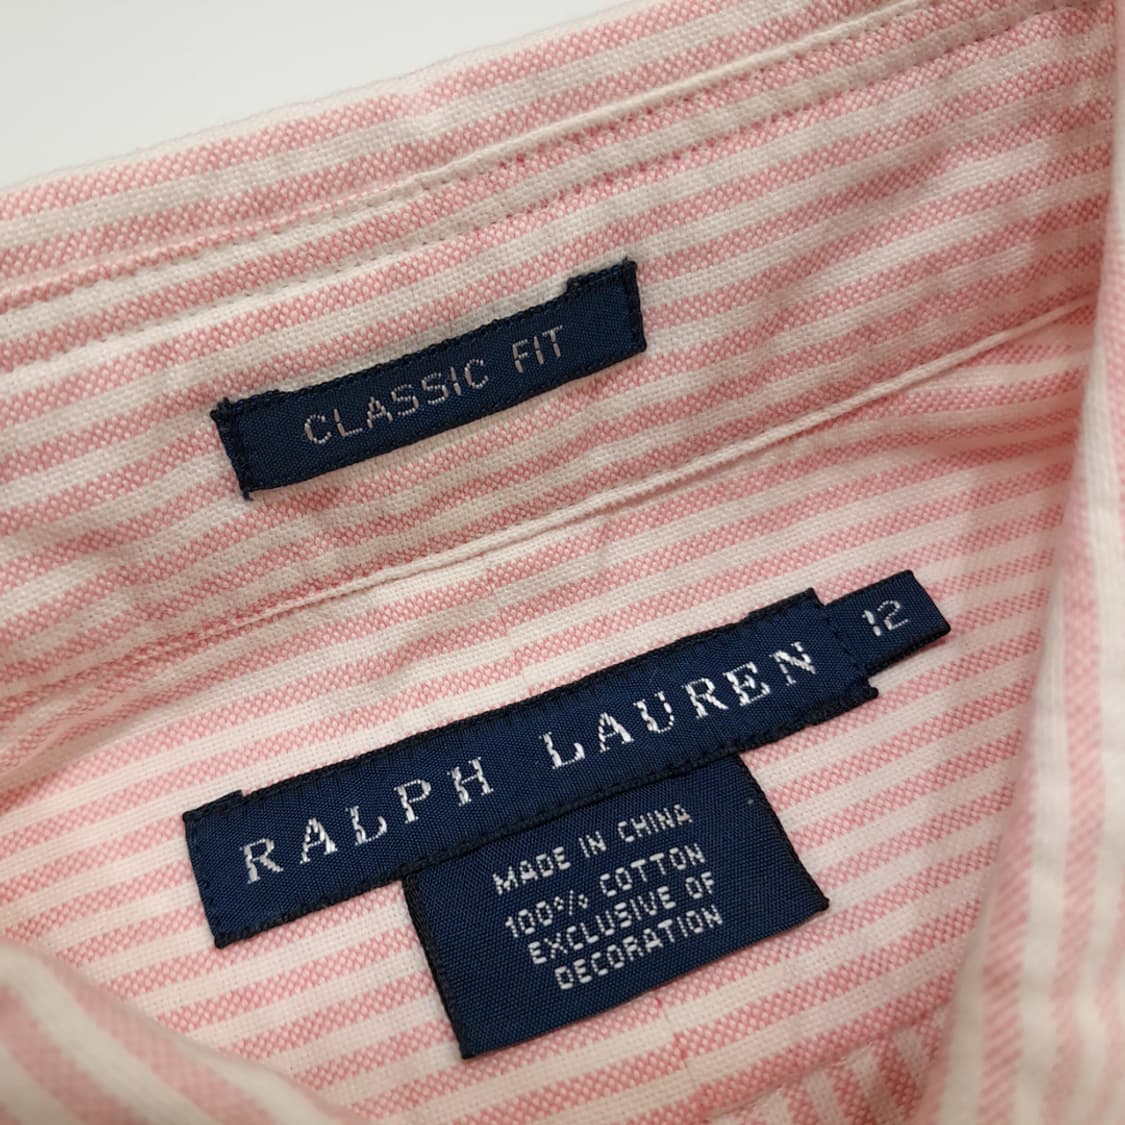 CLASSIC FIT
RALPH LAUREN
12
MADE IN CHINA
100% COTTON
EXCLUSIVE OF
DECORATION